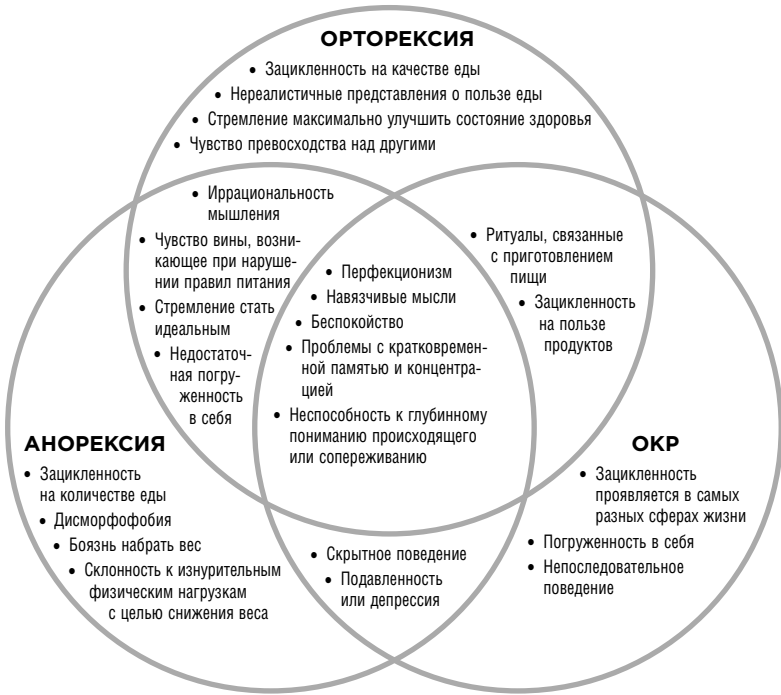 ОРТОРЕКСИЯ
• Зацикленность на качестве еды
• Нереалистичные представления о пользе еды
• Стремление максимально улучшить состояние здоровья
• Чувство превосходства над другими
• Иррациональность
мышления
• Чувство вины, возни-
кающее при наруше-
нии правил питания
• Стремление стать
идеальным
• Недостаточ-
ная погру-
женность
в себя
• Перфекционизм
• Навязчивые мысли
• Беспокойство
• Проблемы с кратковремен-
ной памятью и концентра-
цией
• Неспособность к глубинному
пониманию происходящего
или сопереживанию
• Ритуалы, связанные
с приготовлением
пищи
• Зацикленность
на пользе
продуктов
АНОРЕКСИЯ
• Зацикленность
на количестве еды
• Дисморфофобия
• Боязнь набрать вес
• Склонность к изнурительным
физическим нагрузкам
с целью снижения веса
• Скрытное поведение
• Подавленность
или депрессия
ОКР
• Зацикленность
проявляется в самых
разных сферах жизни
• Погруженность в себя
• Непоследовательное
поведение